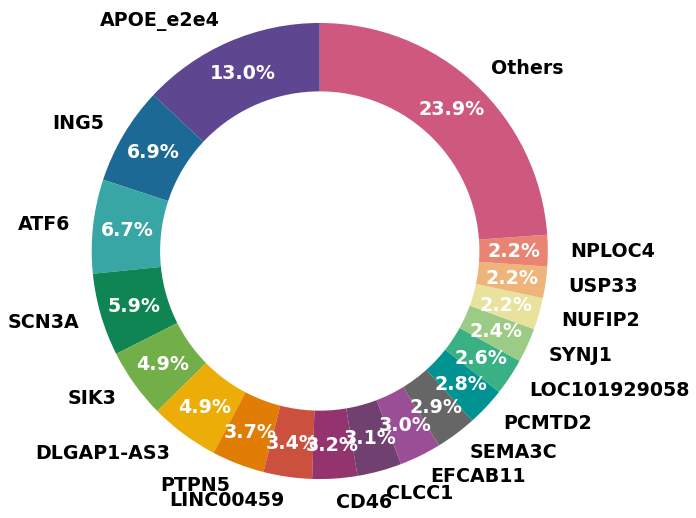 APOE_e2e4
13.0%
Others
23.9%
ING5
6.9%
ATF6
6.7%
SCN3A
5.9%
SIK3
4.9%
DLGAP1-AS3
4.9%
PTPN5
3.7%
LINC00459
3.4%
CD46
3.2%
CLCC1
3.1%
EFCAB11
3.0%
SEMA3C
2.9%
PCMTD2
2.8%
LOC101929058
2.6%
SYNJ1
2.4%
NUFIP2
2.2%
USP33
2.2%
NPLOC4
2.2%